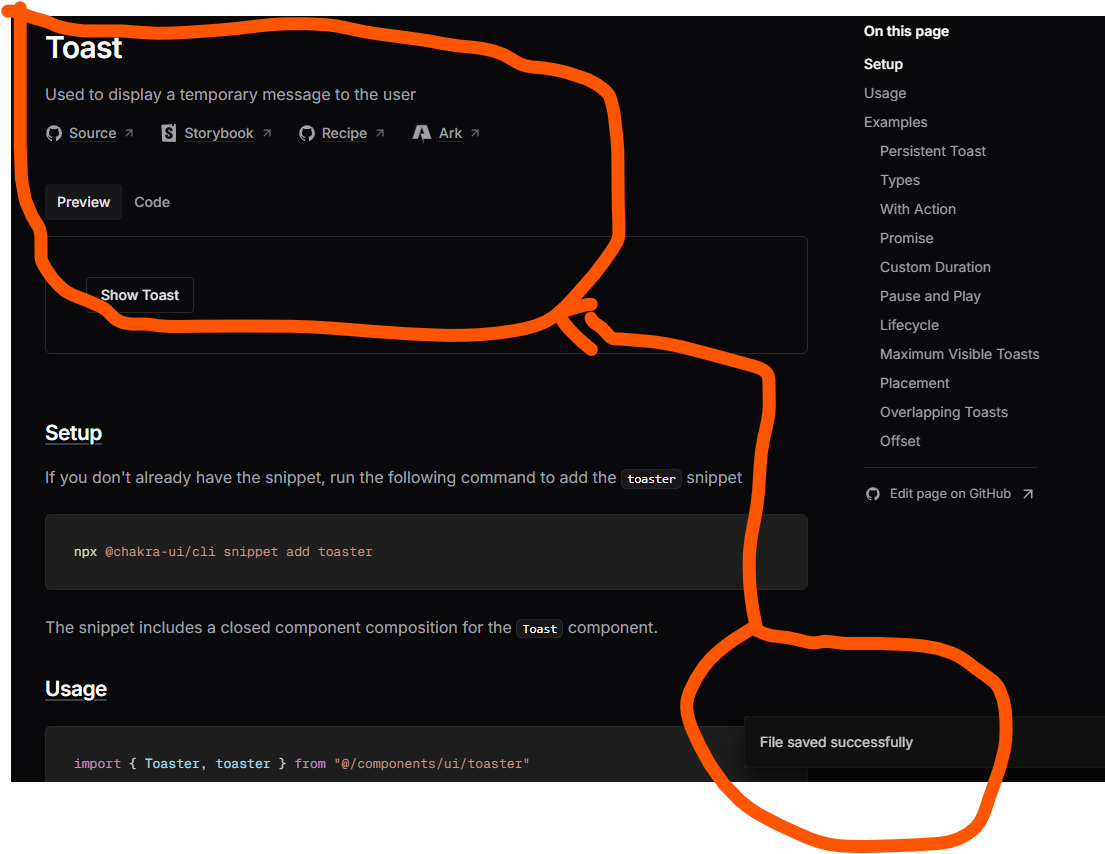 Toast
Used to display a temporary message to the user
Source Storybook Recipe Ark
Preview Code
Show Toast
Setup
If you don't already have the snippet, run the following command to add the toaster snippet
npx @chakra-ui/cli snippet add toaster
The snippet includes a closed component composition for the Toast component.
Usage
import { Toaster, toaster } from "@/components/ui/toaster"
On this page
Setup
Usage
Examples
Persistent Toast
Types
With Action
Promise
Custom Duration
Pause and Play
Lifecycle
Maximum Visible Toasts
Placement
Overlapping Toasts
Offset
Edit page on GitHub
File saved successfully